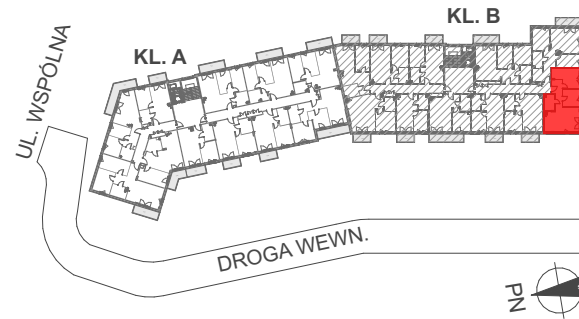 KL. B
KL. A
UL. WSPÓLNA
DROGA WEWN.
PN